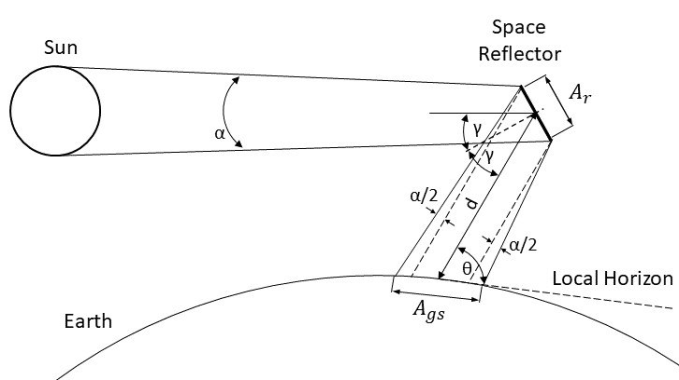 Space
Reflector
Sun
A_r
α
γ
γ
α/2
d
α/2
θ
Local Horizon
A_gs
Earth